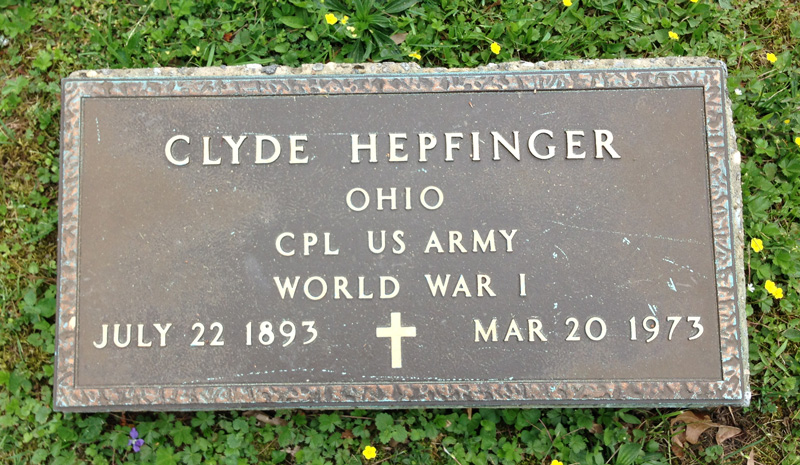 CLYDE HEPFINGER
OHIO
CPL US ARMY
WORLD WAR I
JULY 22 1893 MAR 20 1973